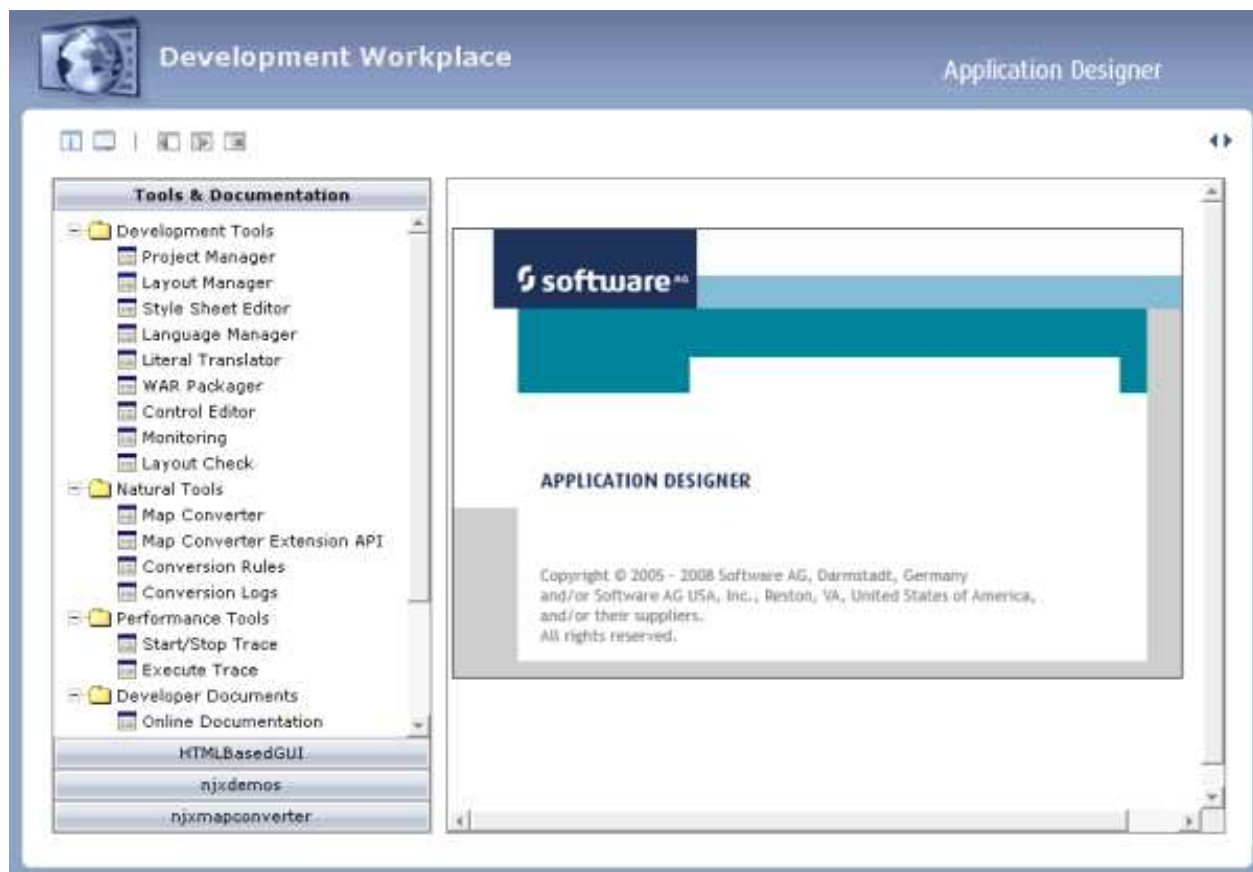 Development Workplace
Application Designer
Tools & Documentation
Development Tools
Project Manager
Layout Manager
Style Sheet Editor
Language Manager
Literal Translator
WAR Packager
Control Editor
Monitoring
Layout Check
Natural Tools
Map Converter
Map Converter Extension API
Conversion Rules
Conversion Logs
Performance Tools
Start/Stop Trace
Execute Trace
Developer Documents
Online Documentation
HTMLBasedGUI
njxdemos
njxmapconverter
software AG
APPLICATION DESIGNER
Copyright © 2005 - 2008 Software AG, Darmstadt, Germany
and/or Software AG USA, Inc., Reston, VA, United States of America,
and/or their suppliers.
All rights reserved.